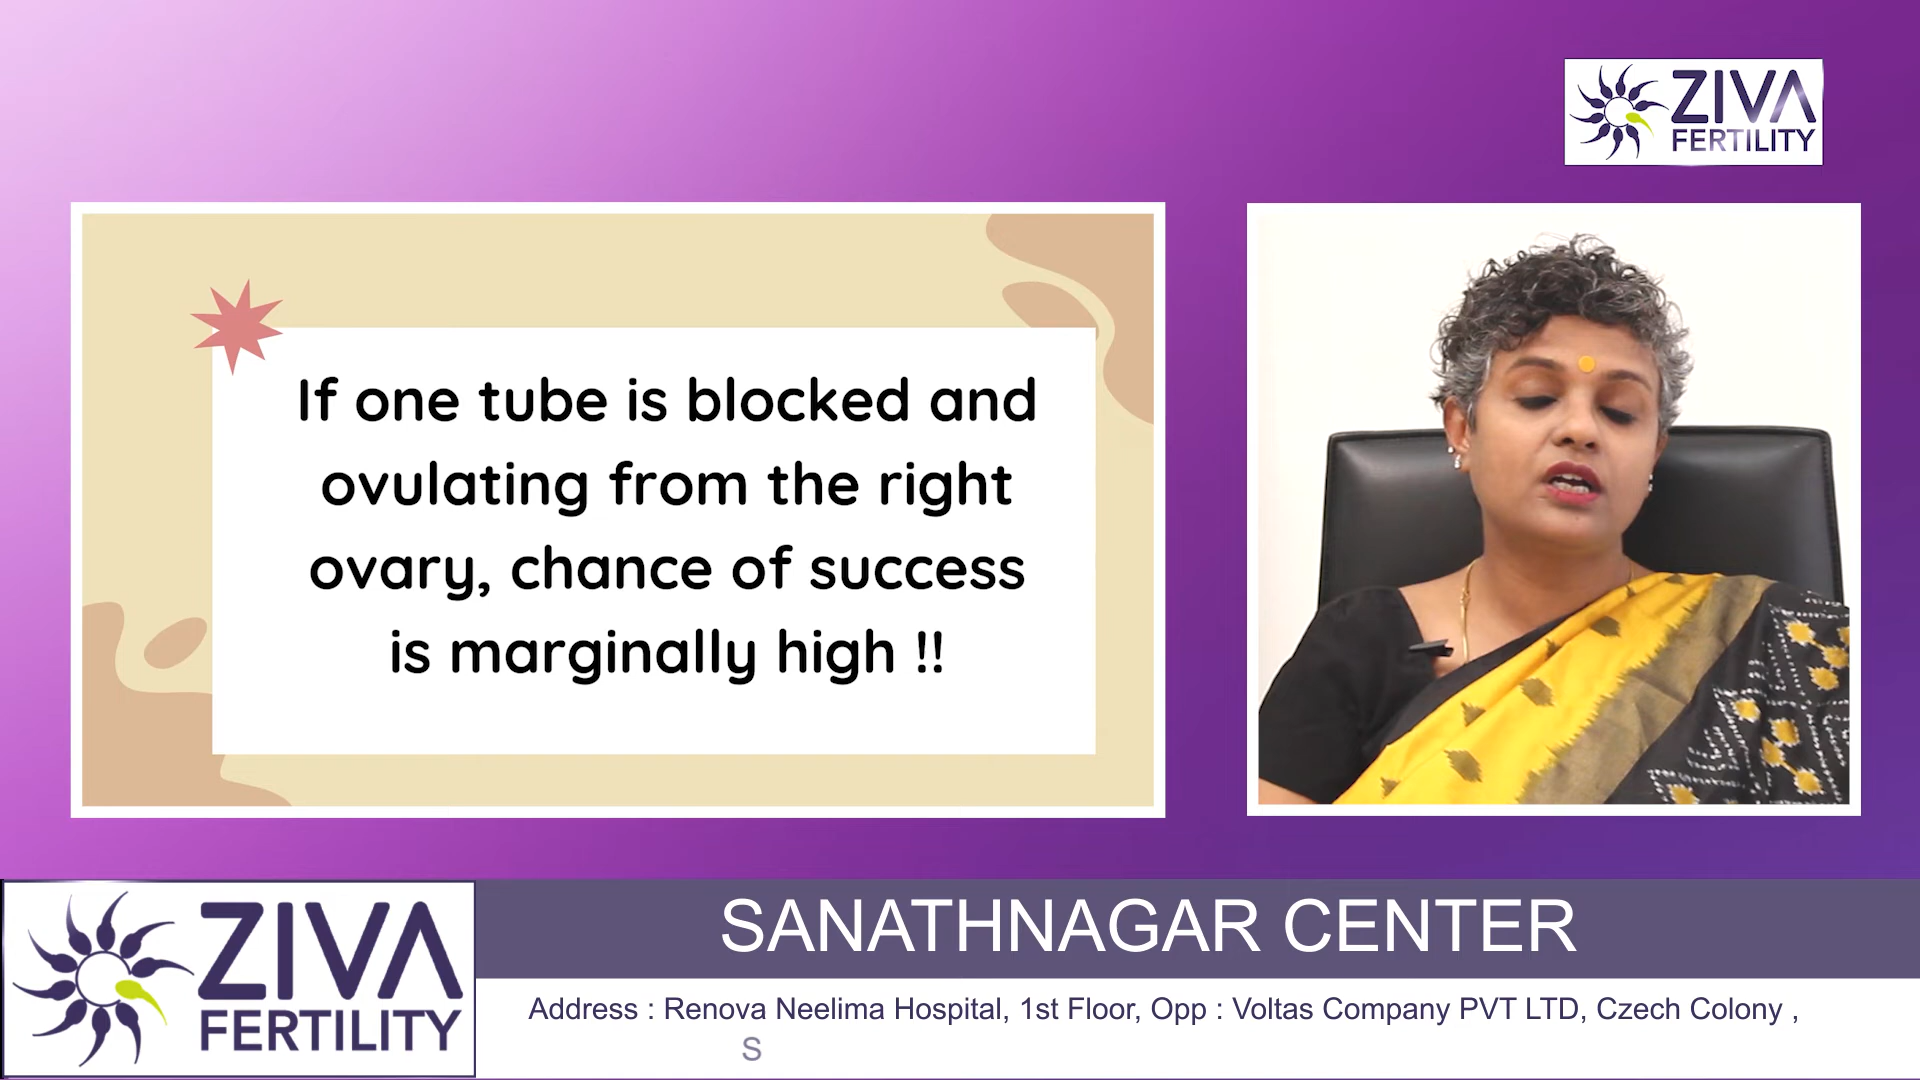 ZIVA
FERTILITY
If one tube is blocked and
ovulating from the right
ovary, chance of success
is marginally high !!
ZIVA
FERTILITY
SANATHNAGAR CENTER
Address : Renova Neelima Hospital, 1st Floor, Opp : Voltas Company PVT LTD, Czech Colony ,
S